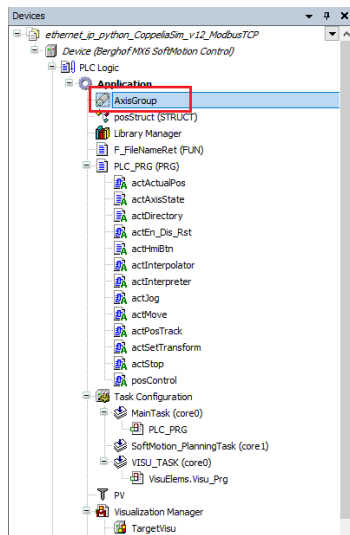 Devices
ethernet_ip_python_CoppeliaSim_v12_ModbusTCP
Device (Berghof MX6 SoftMotion Control)
PLC Logic
Application
AxisGroup
posStruct (STRUCT)
Library Manager
F_FileNameRet (FUN)
PLC_PRG (PRG)
actActualPos
actAxisState
actDirectory
actEn_Dis_Rst
actHmiBtn
actInterpolator
actInterpreter
actJog
actMove
actPosTrack
actSetTransform
actStop
posControl
Task Configuration
MainTask (core0)
PLC_PRG
SoftMotion_PlanningTask (core1)
VISU_TASK (core0)
VisuElems.Visu_Prg
PV
Visualization Manager
TargetVisu